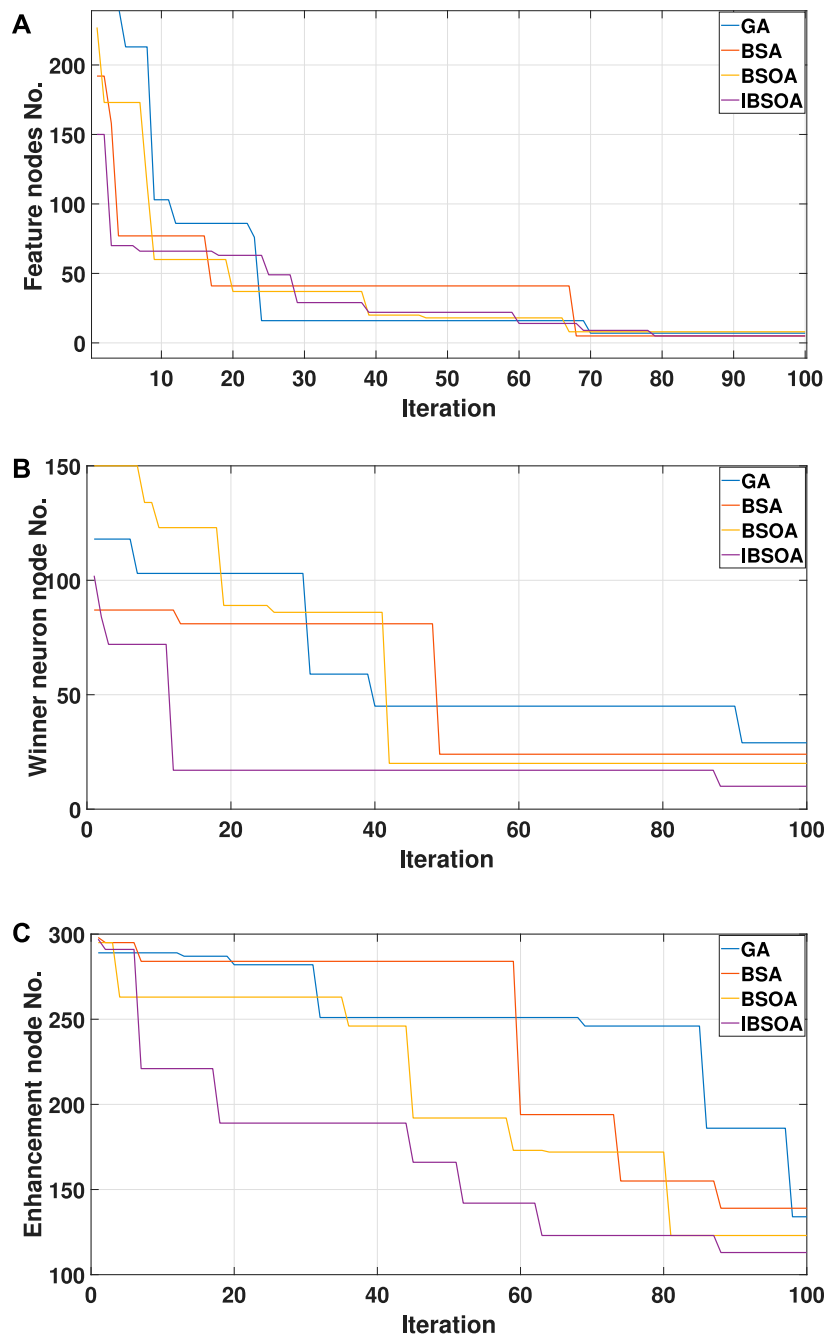 A
GA
BSA
BSOA
IBSOA
Feature nodes No.
200
150
100
50
0
10 20 30 40 50 60 70 80 90 100
Iteration
B
GA
BSA
BSOA
IBSOA
Winner neuron node No.
150
100
50
0
0 20 40 60 80 100
Iteration
C
GA
BSA
BSOA
IBSOA
Enhancement node No.
300
250
200
150
100
0 20 40 60 80 100
Iteration